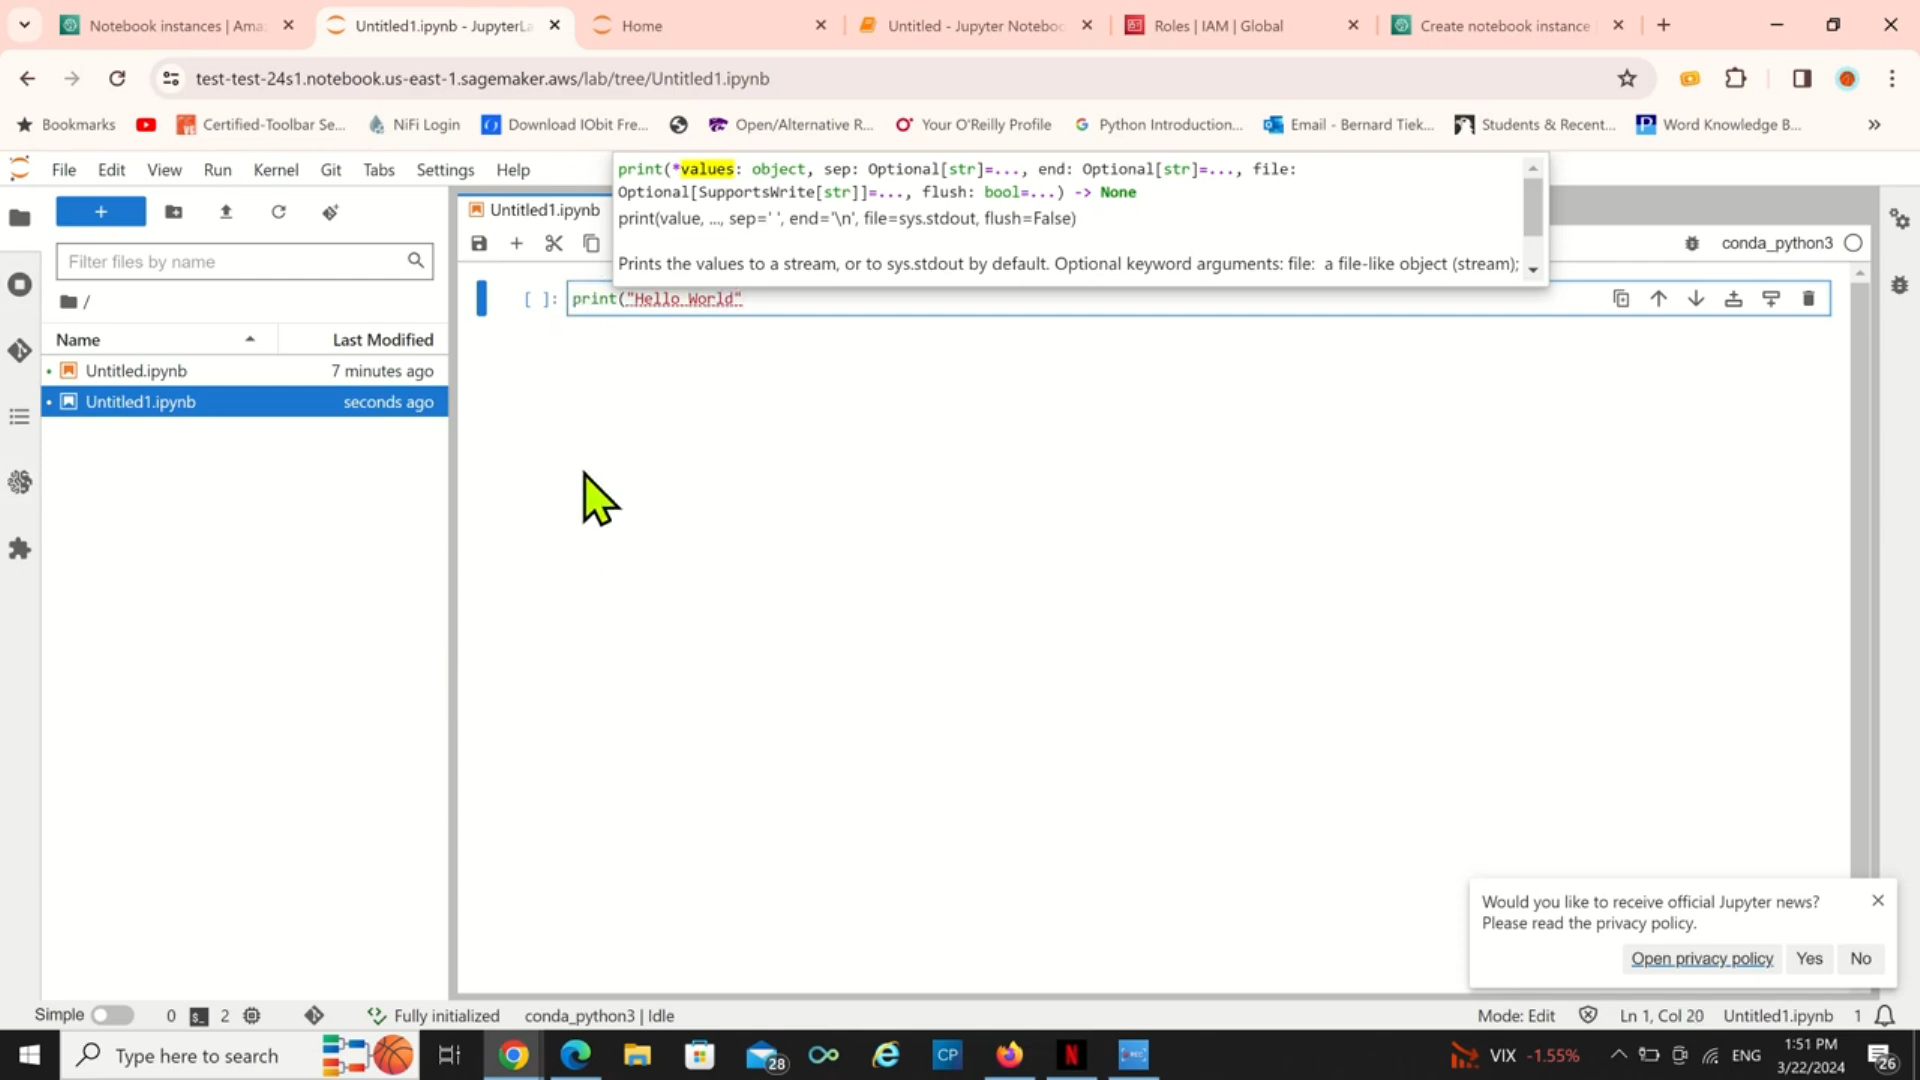 Notebook instances | Ama
Untitled1.ipynb - JupyterLa
Home
Untitled - Jupyter Noteboo
Roles | IAM | Global
Create notebook instance
test-test-24s1.notebook.us-east-1.sagemaker.aws/lab/tree/Untitled1.ipynb
Bookmarks
Certified-Toolbar Se...
NiFi Login
Download IObit Fre...
Open/Alternative R...
Your O'Reilly Profile
Python Introduction...
Email - Bernard Tiek...
Students & Recent...
Word Knowledge B...
File Edit View Run Kernel Git Tabs Settings Help
print(*values: object, sep: Optional[str]=..., end: Optional[str]=..., file:
Optional[SupportsWrite[str]]=..., flush: bool=...) -> None
print(value, ..., sep=' ', end='\n', file=sys.stdout, flush=False)
Prints the values to a stream, or to sys.stdout by default. Optional keyword arguments: file: a file-like object (stream);
Untitled1.ipynb
conda_python3
Filter files by name
/
Name Last Modified
Untitled.ipynb 7 minutes ago
Untitled1.ipynb seconds ago
[ ]: print("Hello World"
Would you like to receive official Jupyter news?
Please read the privacy policy.
Open privacy policy Yes No
Simple 0 2 Fully initialized conda_python3 | Idle
Mode: Edit Ln 1, Col 20 Untitled1.ipynb 1
Type here to search
28
CP
N
REC
VIX -1.55%
ENG
1:51 PM
3/22/2024
26